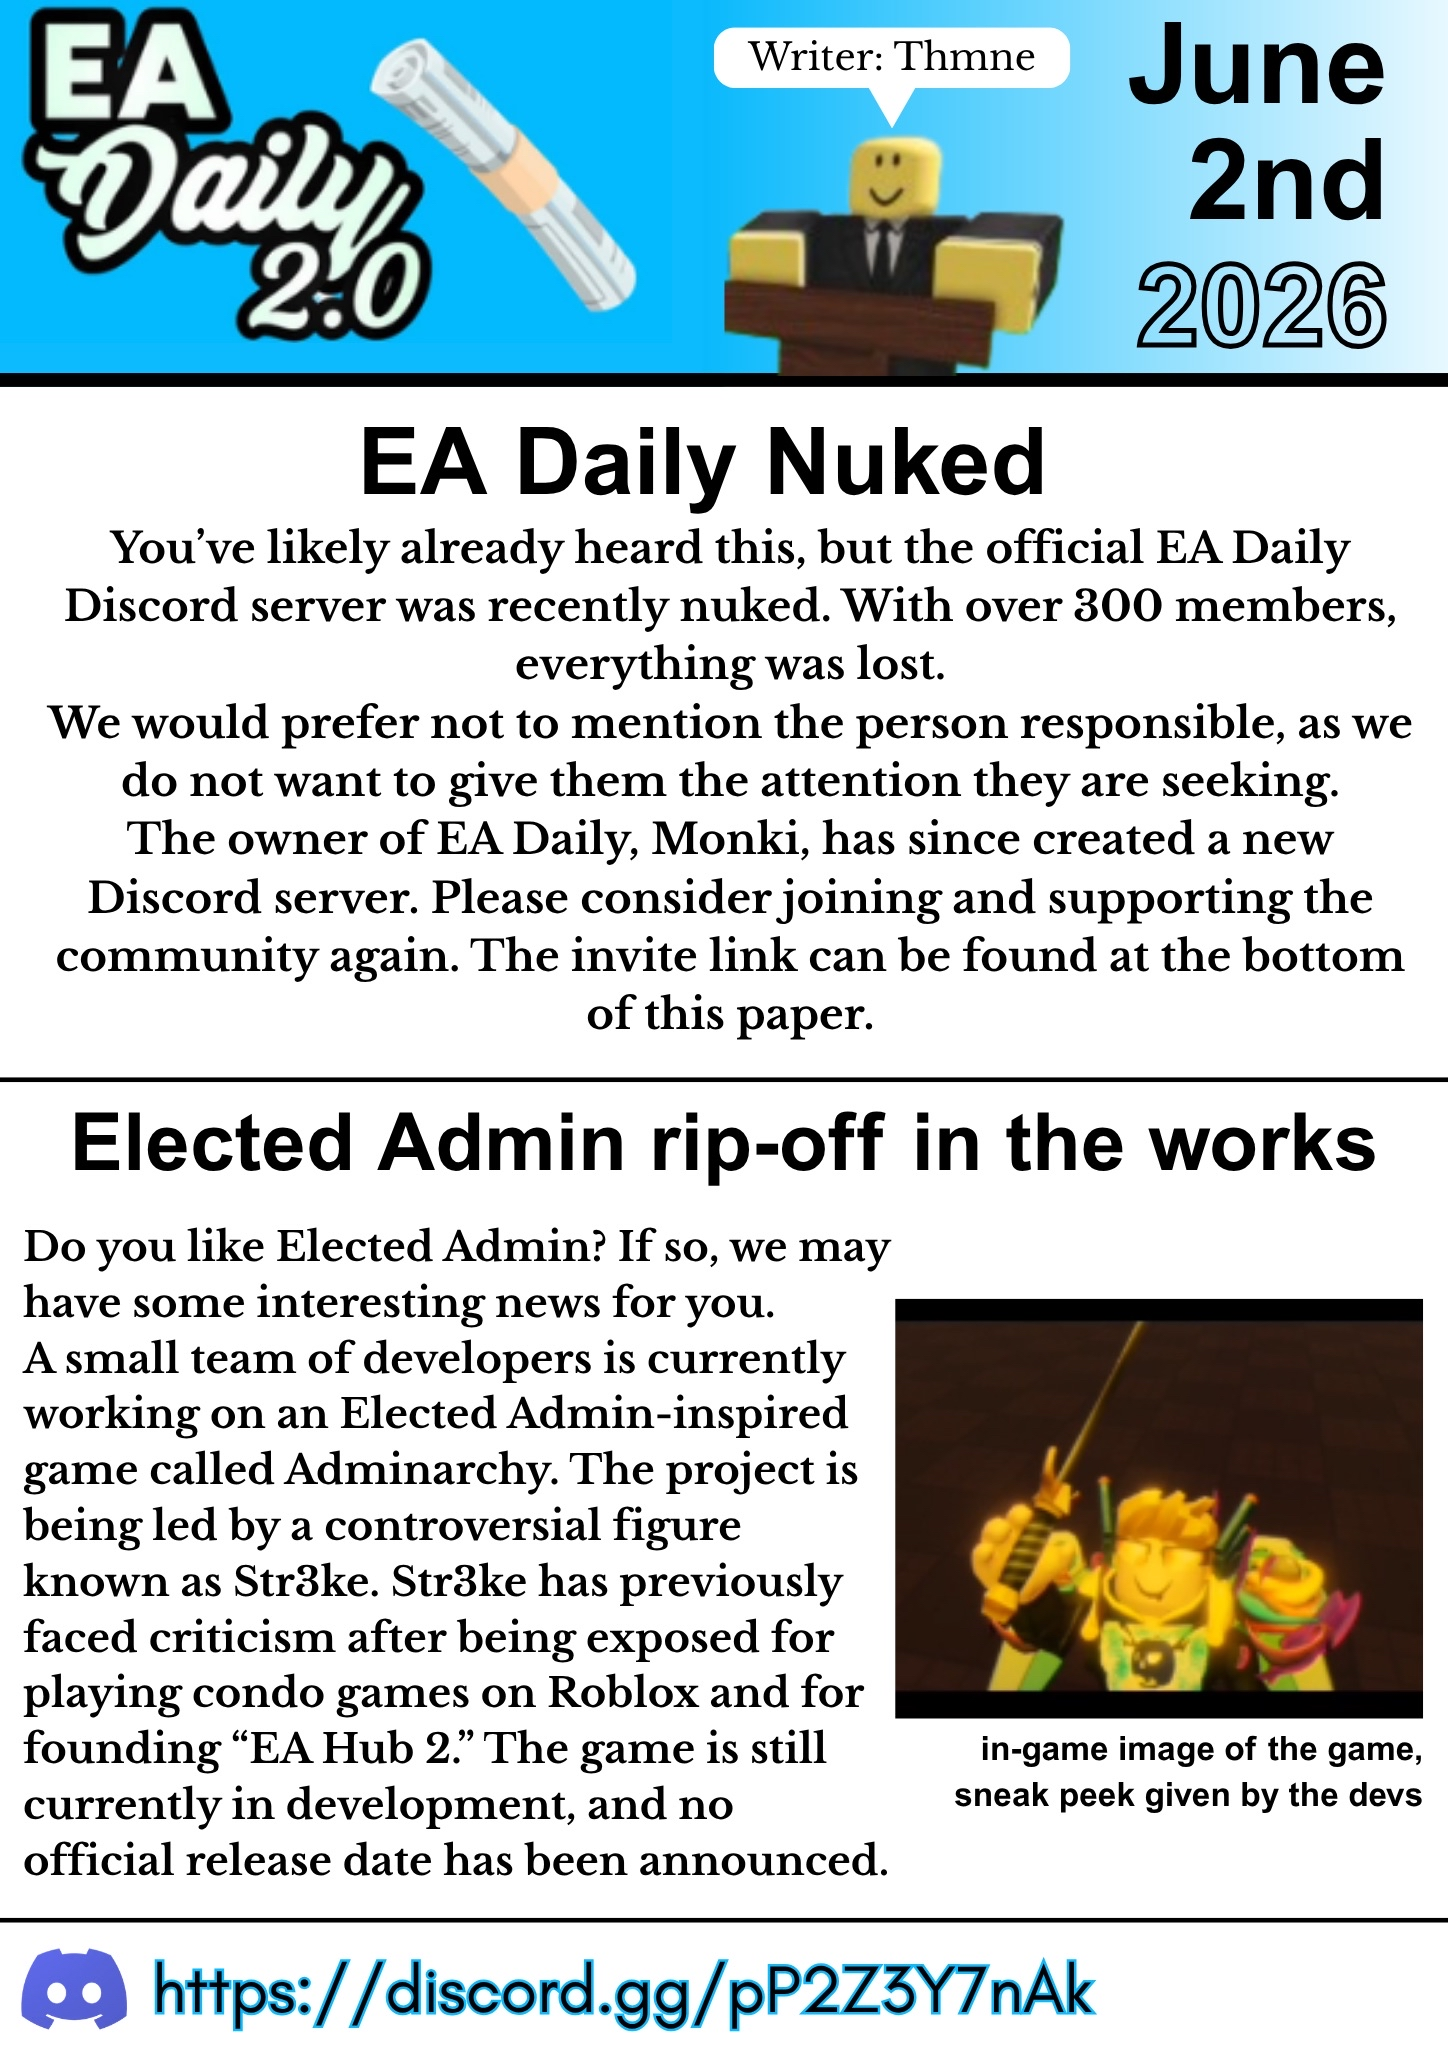 EA
Daily
2.0
Writer: Thmne
June
2nd
2026
EA Daily Nuked
You’ve likely already heard this, but the official EA Daily
Discord server was recently nuked. With over 300 members,
everything was lost.
We would prefer not to mention the person responsible, as we
do not want to give them the attention they are seeking.
The owner of EA Daily, Monki, has since created a new
Discord server. Please consider joining and supporting the
community again. The invite link can be found at the bottom
of this paper.
Elected Admin rip-off in the works
Do you like Elected Admin? If so, we may
have some interesting news for you.
A small team of developers is currently
working on an Elected Admin-inspired
game called Adminarchy. The project is
being led by a controversial figure
known as Str3ke. Str3ke has previously
faced criticism after being exposed for
playing condo games on Roblox and for
founding “EA Hub 2.” The game is still
currently in development, and no
official release date has been announced.
in-game image of the game,
sneak peek given by the devs
https://discord.gg/pP2Z3Y7nAk